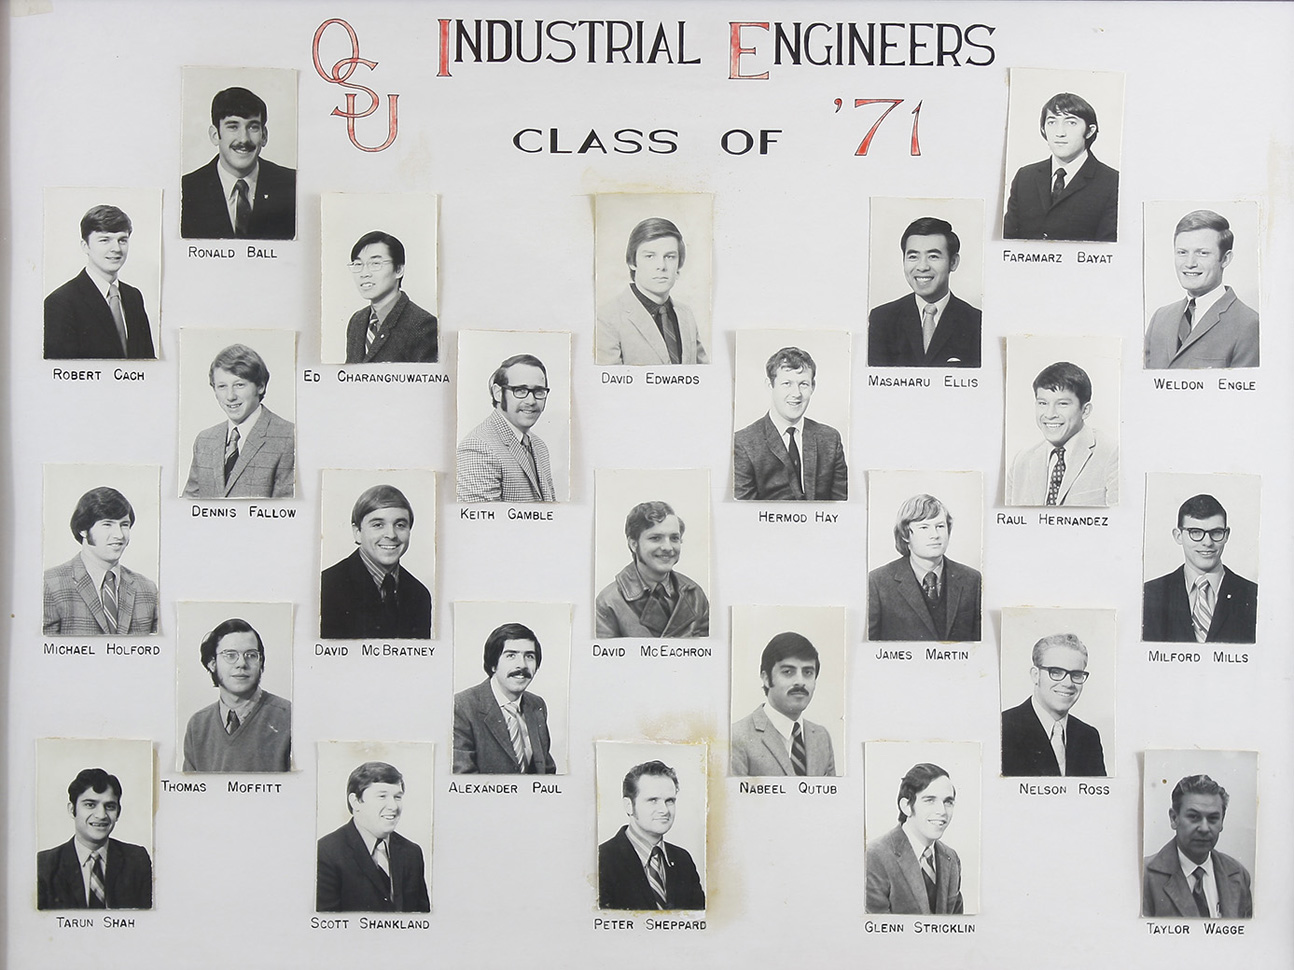 OSU INDUSTRIAL ENGINEERS
CLASS OF '71
RONALD BALL
FARAMARZ BAYAT
ROBERT CACH
ED CHARANGNUWATANA
DAVID EDWARDS
MASAHARU ELLIS
WELDON ENGLE
DENNIS FALLOW
KEITH GAMBLE
HERMOD HAY
RAUL HERNANDEZ
MICHAEL HOLFORD
DAVID MCBRATNEY
DAVID MCEACHRON
JAMES MARTIN
MILFORD MILLS
THOMAS MOFFITT
ALEXANDER PAUL
NABEEL QUTUB
NELSON ROSS
TARUN SHAH
SCOTT SHANKLAND
PETER SHEPPARD
GLENN STRICKLIN
TAYLOR WAGGE